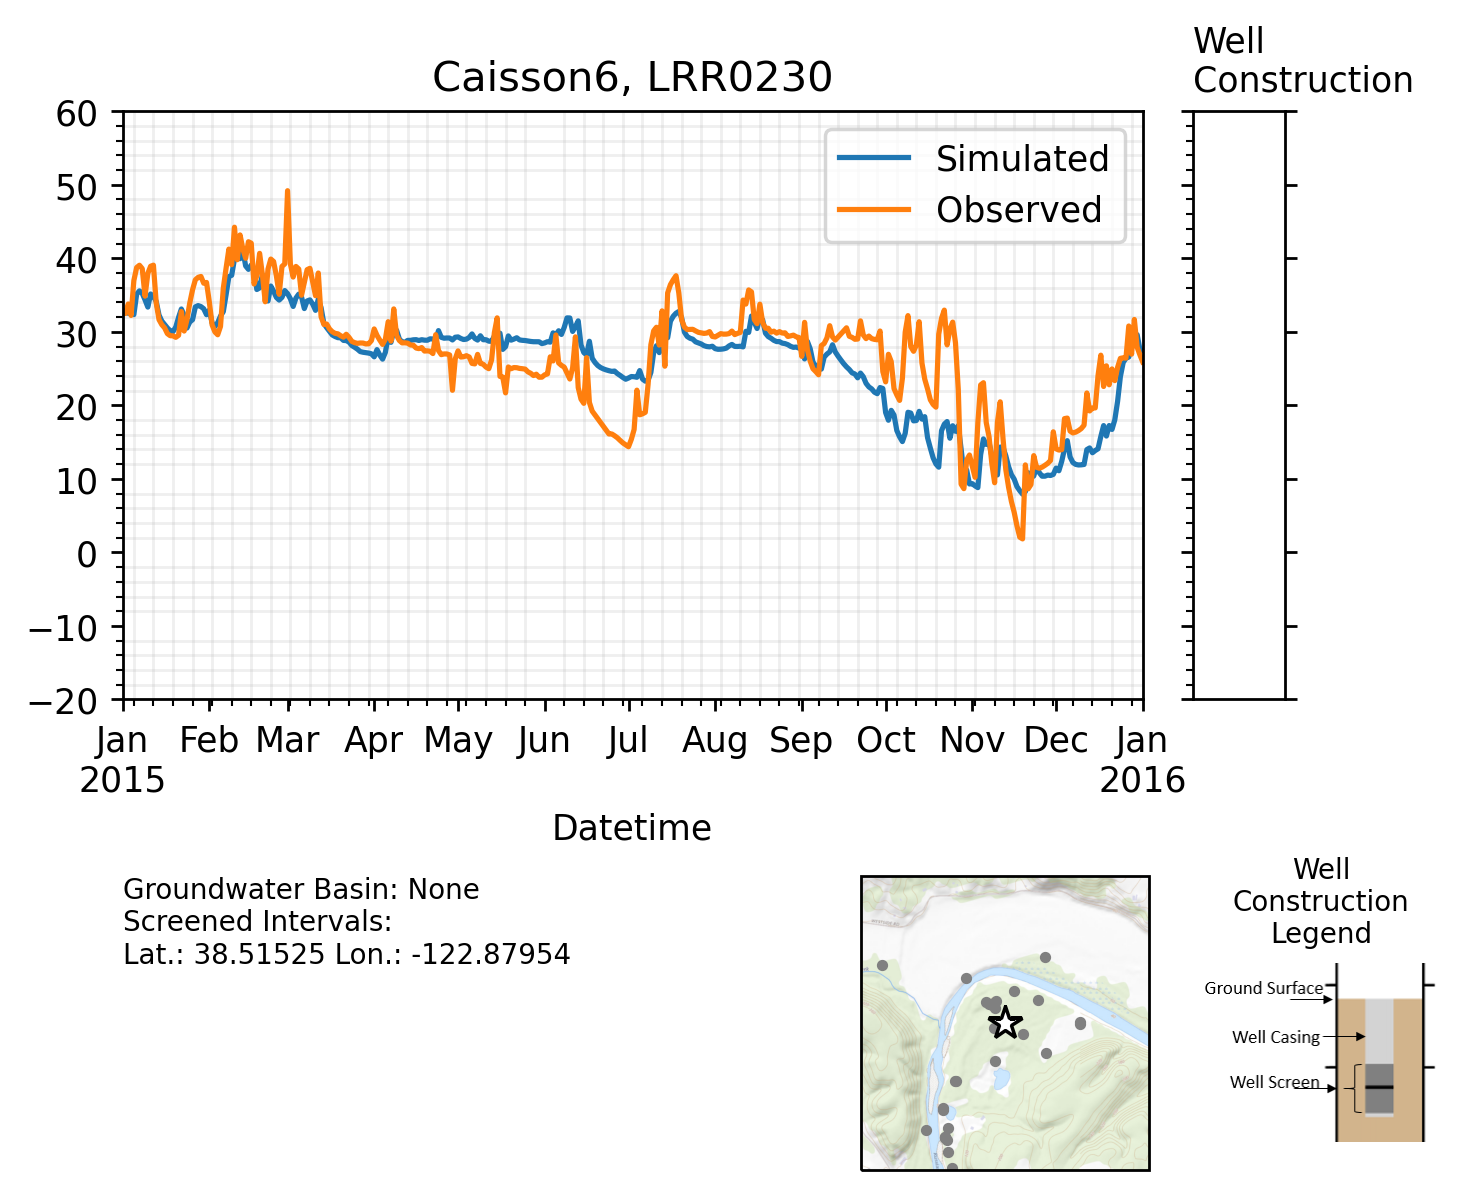 Well
Construction
Caisson6, LRR0230
Simulated
Observed
60
50
40
30
20
10
0
−10
−20
Jan Feb Mar Apr May Jun Jul Aug Sep Oct Nov Dec Jan
2015 2016
Datetime
Groundwater Basin: None
Screened Intervals:
Lat.: 38.51525 Lon.: -122.87954
Well
Construction
Legend
Ground Surface
Well Casing
Well Screen